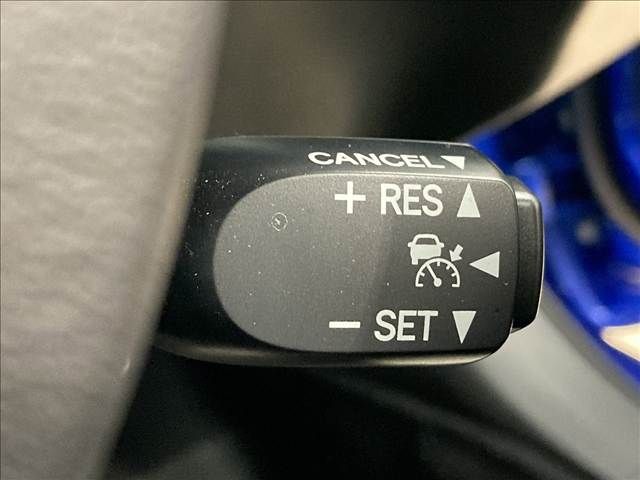 CANCEL▼
+ RES ▲
◀
− SET ▼